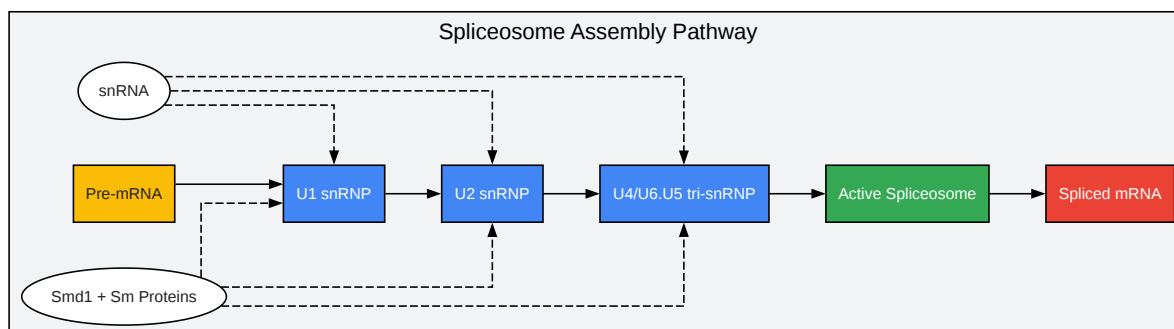 Spliceosome Assembly Pathway
snRNA
Pre-mRNA
U1 snRNP
U2 snRNP
U4/U6.U5 tri-snRNP
Active Spliceosome
Spliced mRNA
Smd1 + Sm Proteins